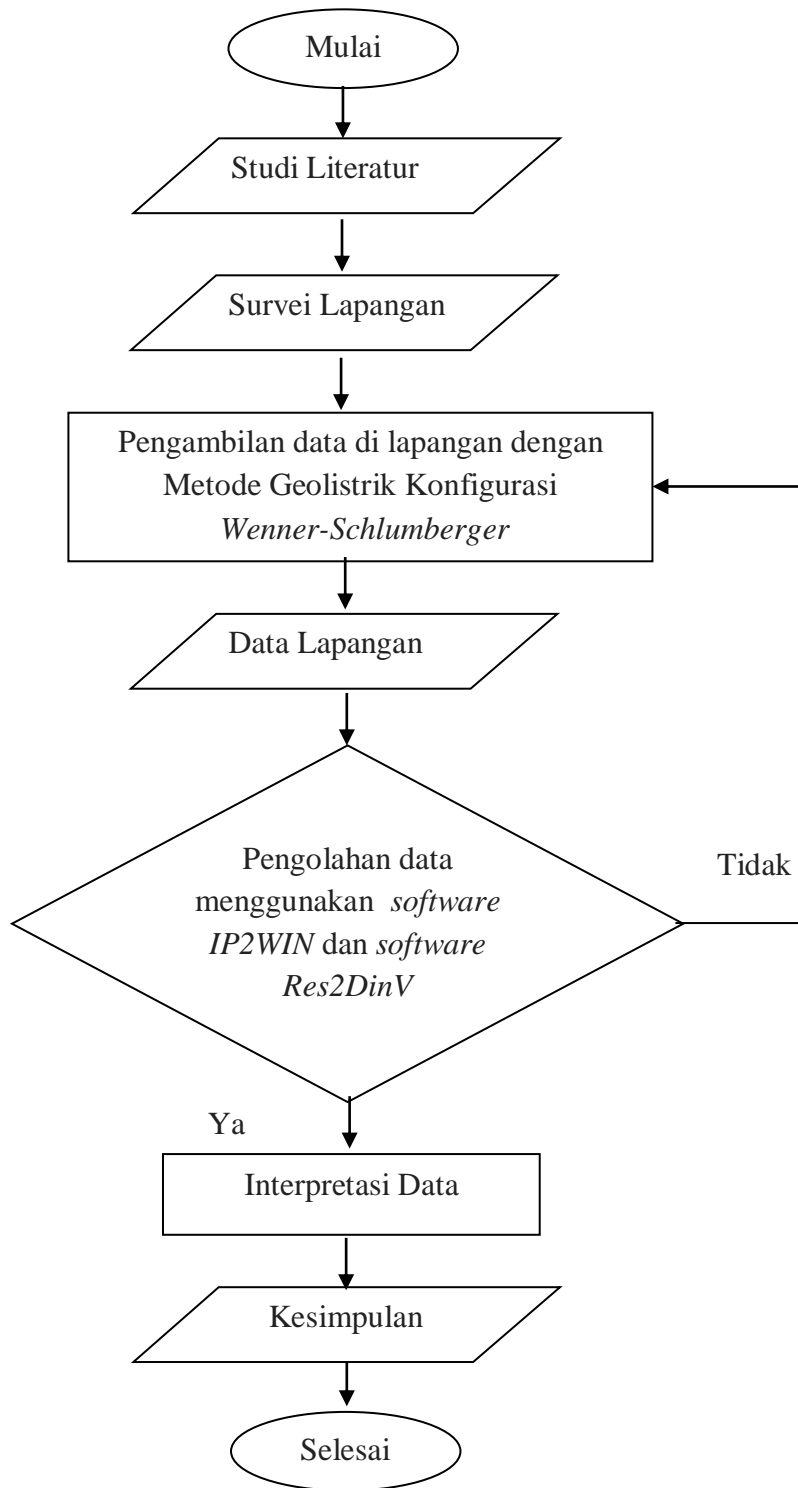 Mulai
Studi Literatur
Survei Lapangan
Pengambilan data di lapangan dengan
Metode Geolistrik Konfigurasi
Wenner-Schlumberger
Data Lapangan
Pengolahan data
menggunakan software
IP2WIN dan software
Res2DinV
Tidak
Ya
Interpretasi Data
Kesimpulan
Selesai